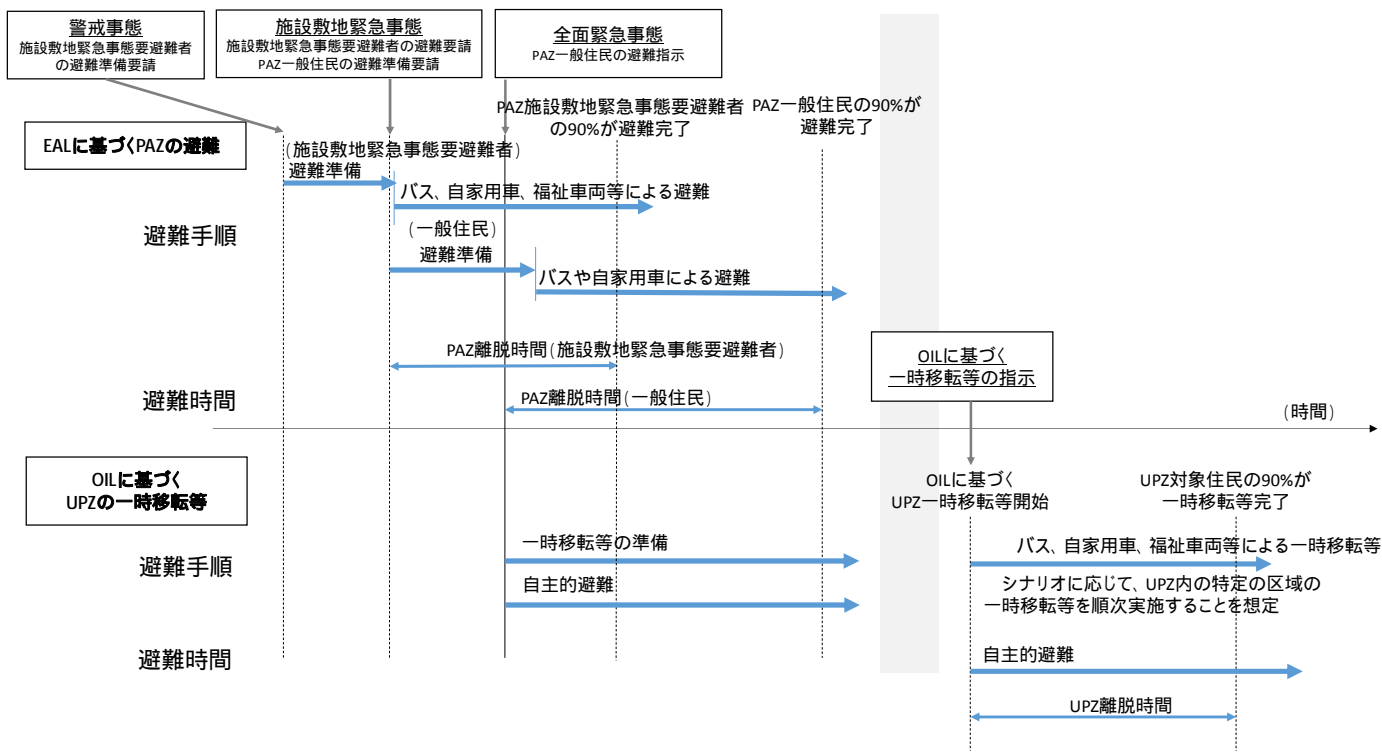 警戒事態
施設敷地緊急事態要避難者
の避難準備要請
施設敷地緊急事態
施設敷地緊急事態要避難者の避難要請
PAZ一般住民の避難準備要請
全面緊急事態
PAZ一般住民の避難指示
PAZ施設敷地緊急事態要避難者
の90%が避難完了
PAZ一般住民の90%が
避難完了
EALに基づくPAZの避難
(施設敷地緊急事態要避難者)
避難準備
バス、自家用車、福祉車両等による避難
避難手順
(一般住民)
避難準備
バスや自家用車による避難
PAZ離脱時間(施設敷地緊急事態要避難者)
OILに基づく
一時移転等の指示
避難時間
PAZ離脱時間(一般住民)
(時間)
OILに基づく
UPZの一時移転等
OILに基づく
UPZ一時移転等開始
UPZ対象住民の90%が
一時移転等完了
避難手順
一時移転等の準備
バス、自家用車、福祉車両等による一時移転等
自主的避難
シナリオに応じて、UPZ内の特定の区域の
一時移転等を順次実施することを想定
避難時間
自主的避難
UPZ離脱時間